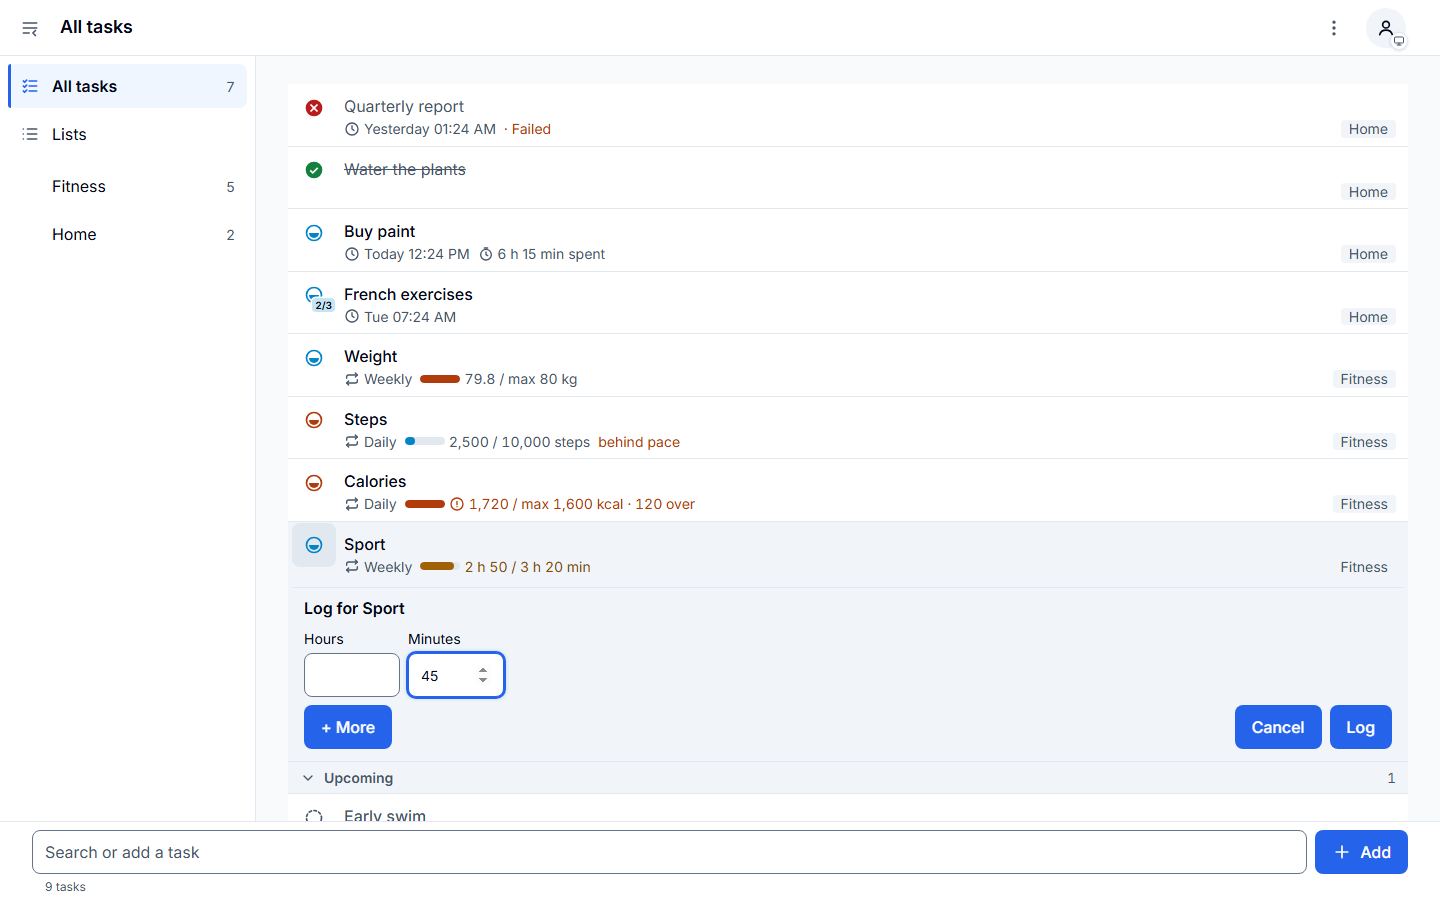 All tasks
All tasks 7
Lists
Fitness 5
Home 2
Quarterly report
Yesterday 01:24 AM · Failed
Home
Water the plants
Home
Buy paint
Today 12:24 PM 6 h 15 min spent
Home
French exercises
2/3
Tue 07:24 AM
Home
Weight
Weekly 79.8 / max 80 kg
Fitness
Steps
Daily 2,500 / 10,000 steps behind pace
Fitness
Calories
Daily 1,720 / max 1,600 kcal · 120 over
Fitness
Sport
Weekly 2 h 50 / 3 h 20 min
Fitness
Log for Sport
Hours Minutes
45
+ More Cancel Log
Upcoming 1
Early swim
Search or add a task
+ Add
9 tasks